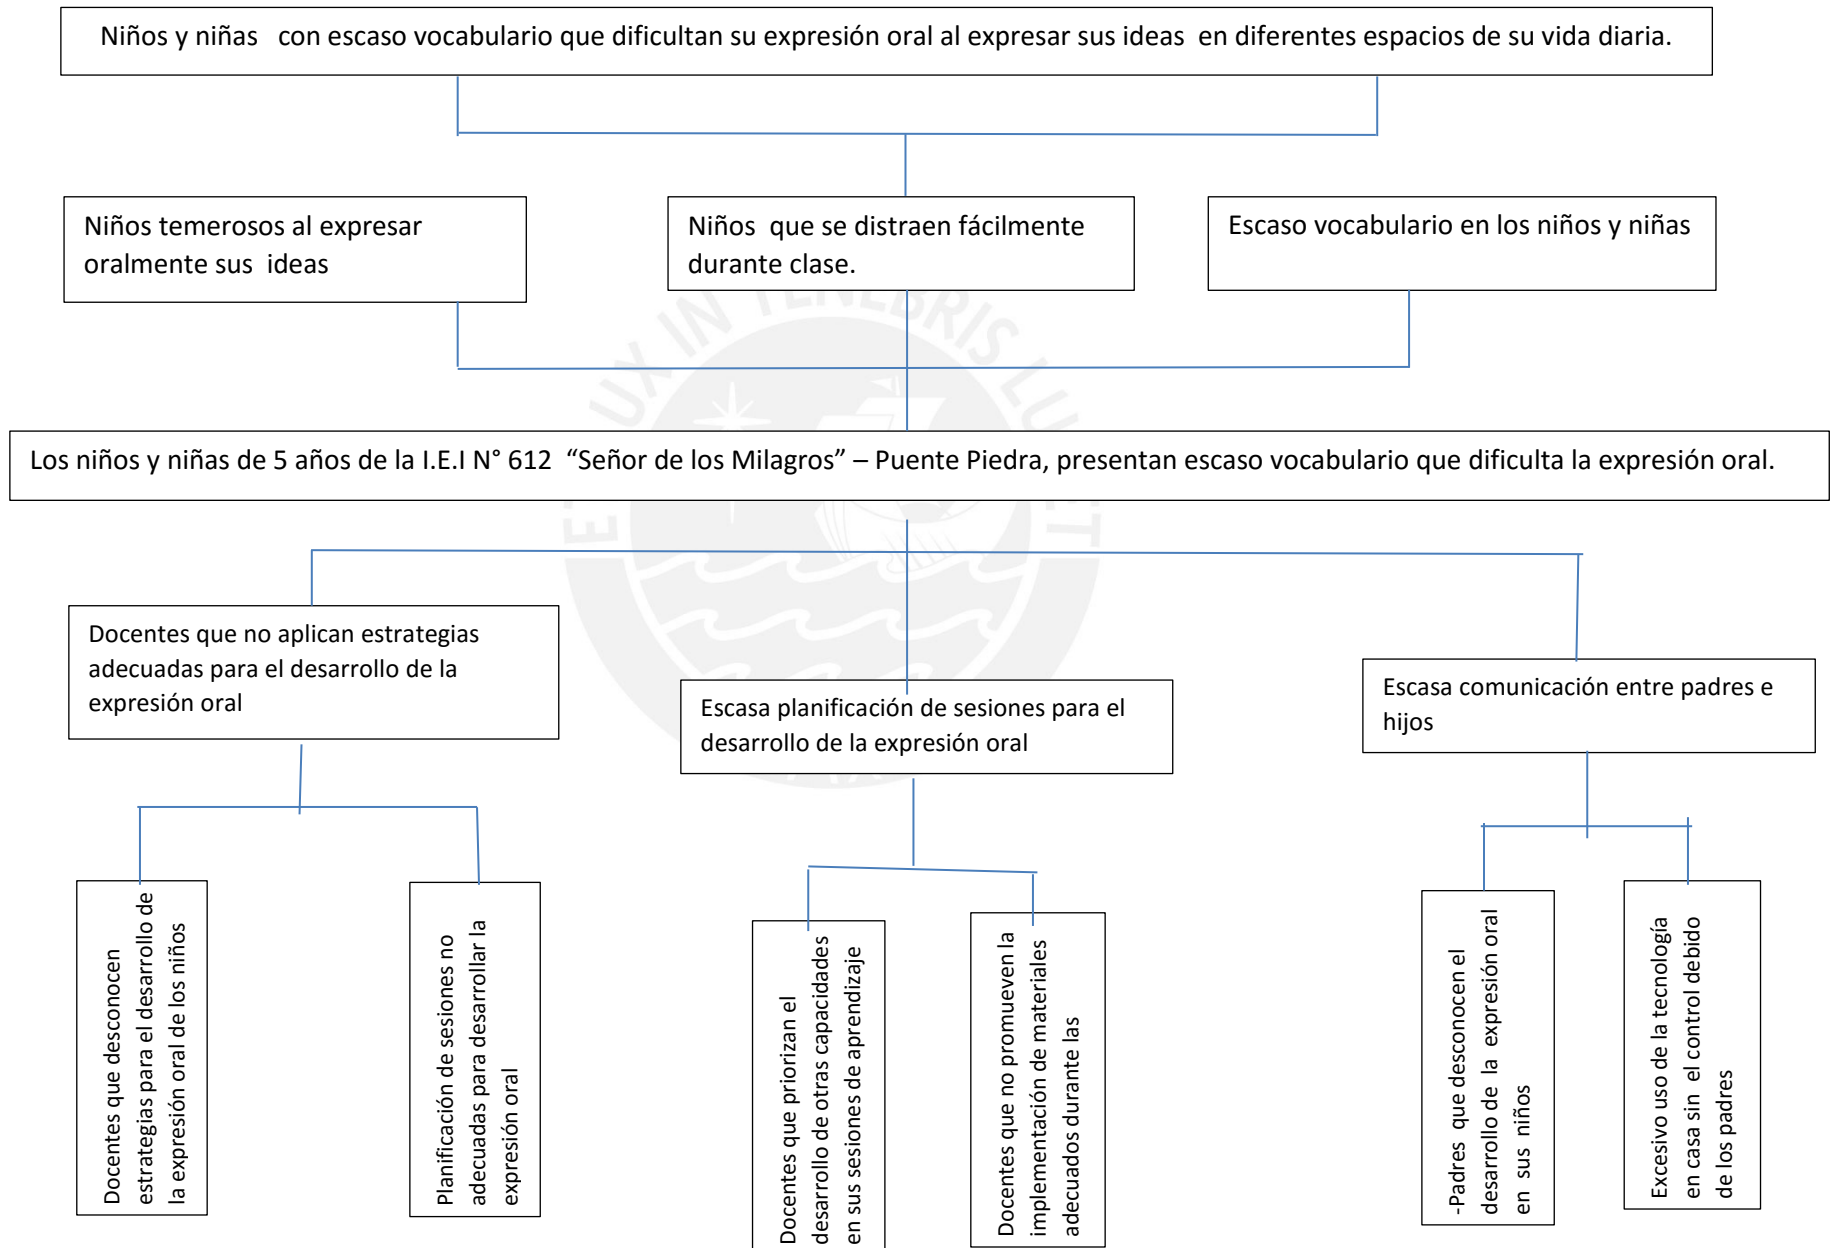 Niños y niñas con escaso vocabulario que dificultan su expresión oral al expresar sus ideas en diferentes espacios de su vida diaria.
Niños temerosos al expresar
oralmente sus ideas
Niños que se distraen fácilmente
durante clase.
Escaso vocabulario en los niños y niñas
Los niños y niñas de 5 años de la I.E.I N° 612 “Señor de los Milagros” – Puente Piedra, presentan escaso vocabulario que dificulta la expresión oral.
Docentes que no aplican estrategias
adecuadas para el desarrollo de la
expresión oral
Escasa planificación de sesiones para el
desarrollo de la expresión oral
Escasa comunicación entre padres e
hijos
Docentes que desconocen
estrategias para el desarrollo de
la expresión oral de los niños
Planificación de sesiones no
adecuadas para desarrollar la
expresión oral
Docentes que priorizan el
desarrollo de otras capacidades
en sus sesiones de aprendizaje
Docentes que no promueven la
implementación de materiales
adecuados durante las
-Padres que desconocen el
desarrollo de la expresión oral
en sus niños
Excesivo uso de la tecnología
en casa sin el control debido
de los padres